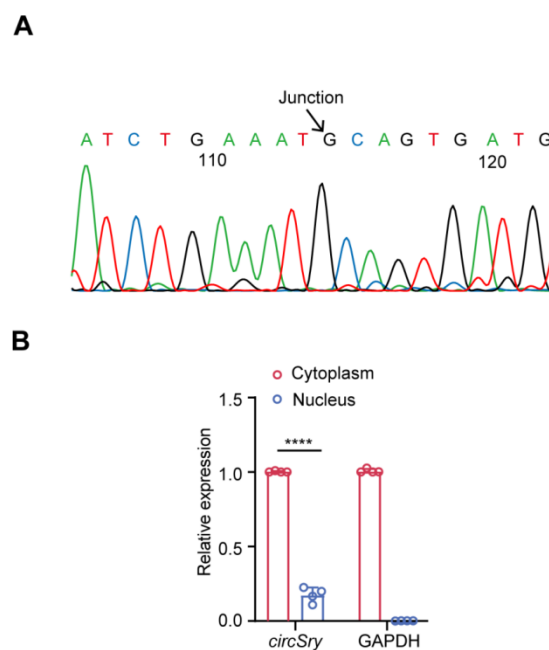 A
Junction
A T C T G A A A T G C A G T G A T G
110 120
B
Cytoplasm
Nucleus
1.5
1.0
0.5
0.0
Relative expression
****
circSry GAPDH